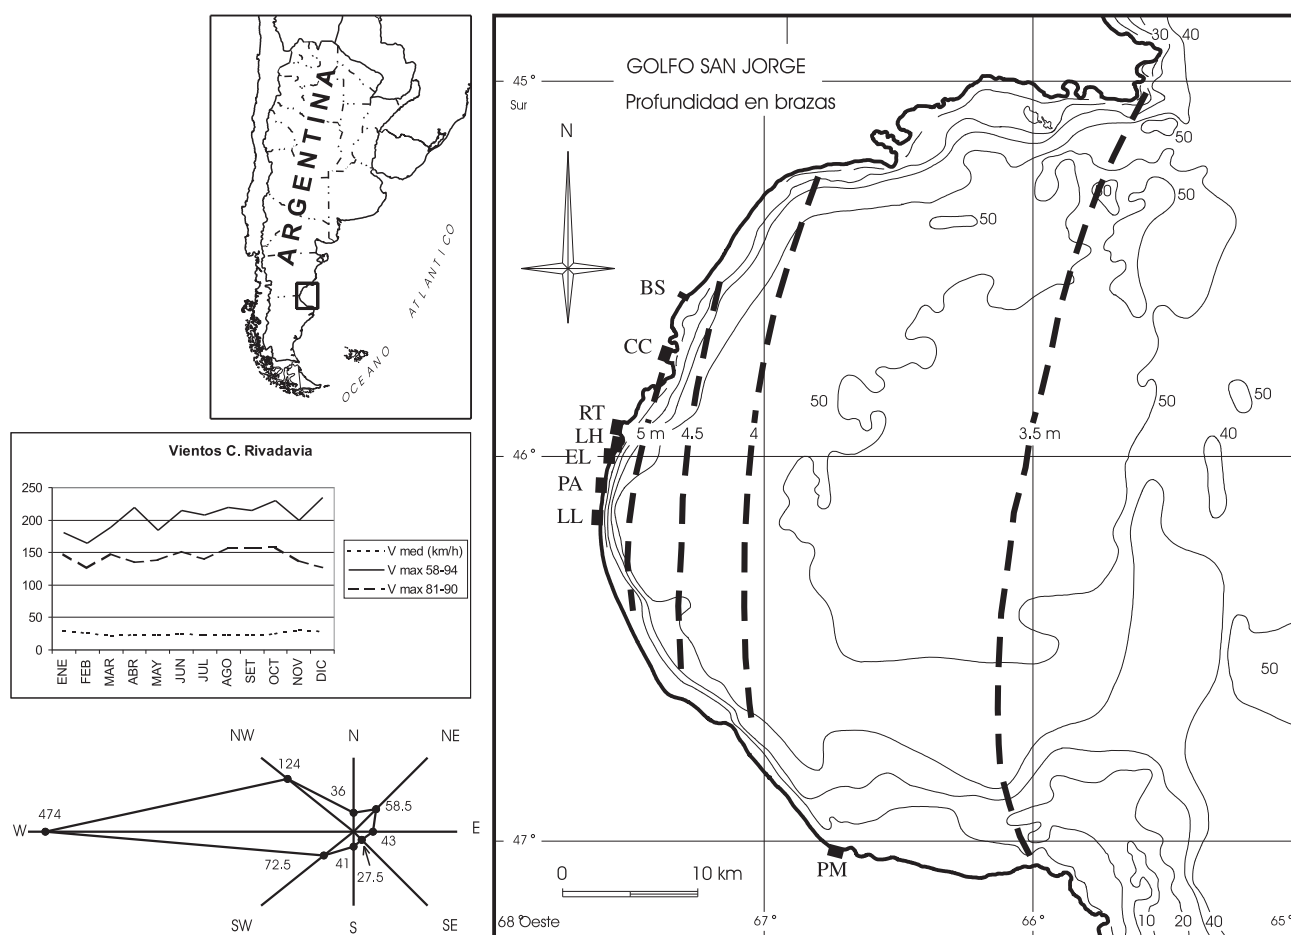 ARGENTINA
OCEANO ATLANTICO
Vientos C. Rivadavia
250
200
150
100
50
0
ENE
FEB
MAR
ABR
MAY
JUN
JUL
AGO
SET
OCT
NOV
DIC
V med (km/h)
V max 58-94
V max 81-90
NW
N
NE
124
36
58.5
474
W
E
43
72.5
41
27.5
SW
S
SE
GOLFO SAN JORGE
Profundidad en brazas
45°
Sur
N
30
40
50
50
50
50
BS
CC
RT
LH
EL
PA
LL
5 m
4.5
4
3.5 m
50
50
50
40
50
46°
47°
PM
0
10 km
68°Oeste
67°
66°
65°
10
20
40